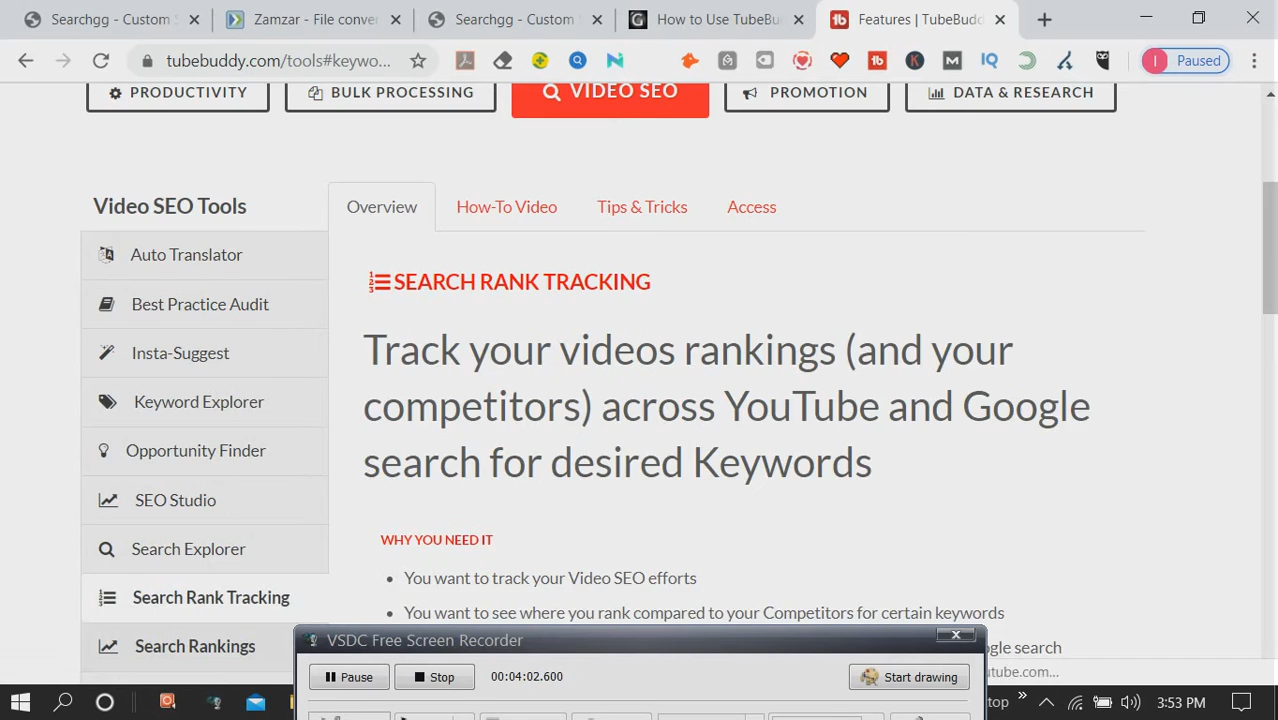 Searchgg - Custom S
Zamzar - File conver
Searchgg - Custom S
How to Use TubeBud
Features | TubeBudd
tubebuddy.com/tools#keywo...
Paused
PRODUCTIVITY
BULK PROCESSING
VIDEO SEO
PROMOTION
DATA & RESEARCH
Video SEO Tools
Overview
How-To Video
Tips & Tricks
Access
Auto Translator
Best Practice Audit
Insta-Suggest
Keyword Explorer
Opportunity Finder
SEO Studio
Search Explorer
Search Rank Tracking
Search Rankings
SEARCH RANK TRACKING
Track your videos rankings (and your
competitors) across YouTube and Google
search for desired Keywords
WHY YOU NEED IT
You want to track your Video SEO efforts
You want to see where you rank compared to your Competitors for certain keywords
gle search
utube.com...
VSDC Free Screen Recorder
Pause
Stop
00:04:02.600
Start drawing
top
3:53 PM